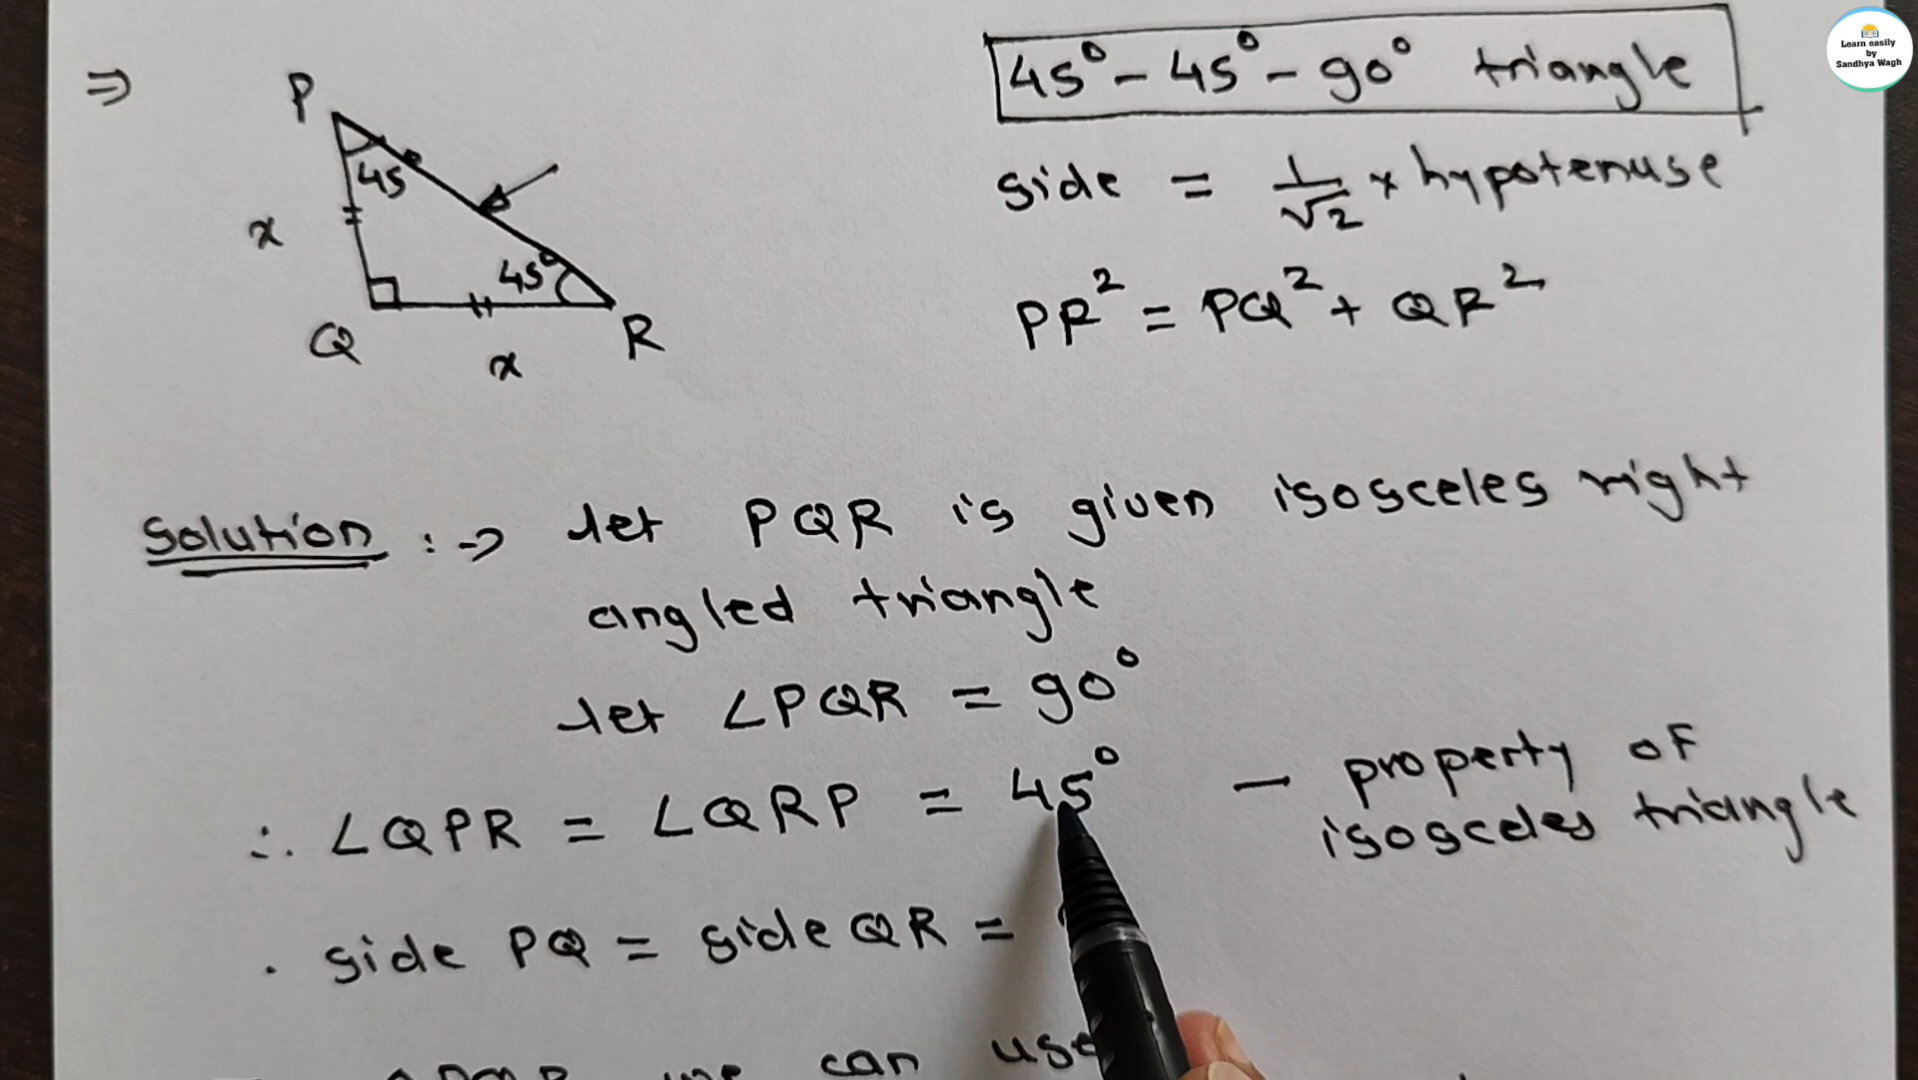 ⇒
P
45
x
45°
Q
x
R
45° - 45° - 90° triangle
side = 1/√2 × hypotenuse
PR² = PQ² + QR²
Solution :→ let PQR is given isosceles right
angled triangle
let ∠PQR = 90°
∴ ∠QPR = ∠QRP = 45° — property of
isosceles triangle
. side PQ = side QR =
can use
Learn easily
by
Sandhya Wagh